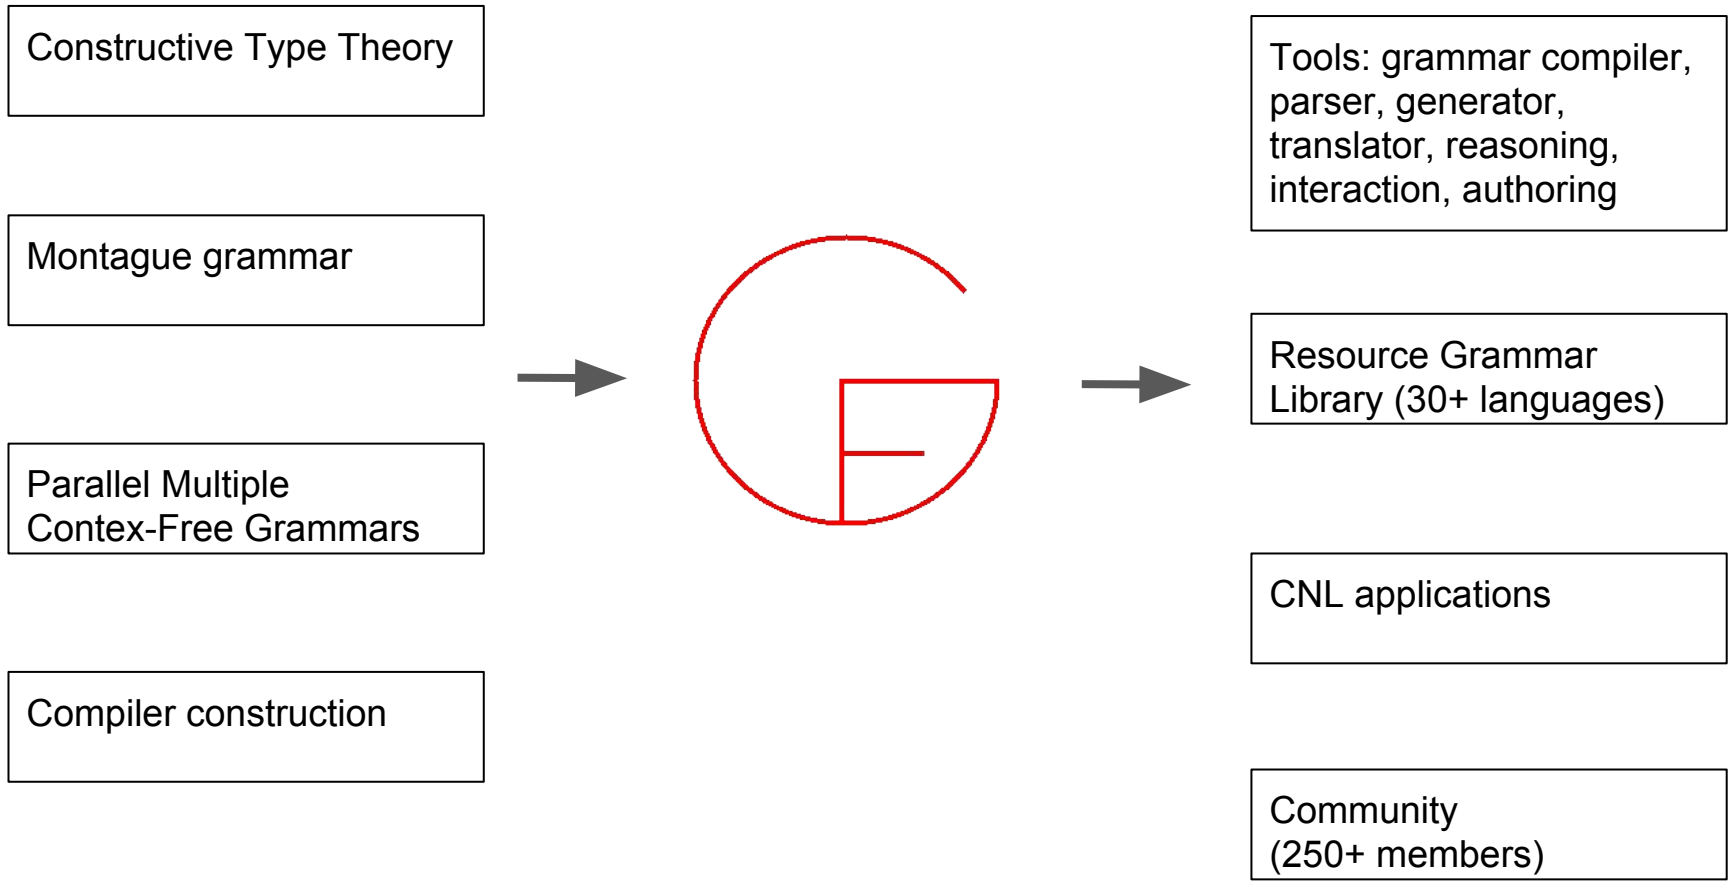 Constructive Type Theory
Montague grammar
Parallel Multiple
Contex-Free Grammars
Compiler construction
GF
Tools: grammar compiler,
parser, generator,
translator, reasoning,
interaction, authoring
Resource Grammar
Library (30+ languages)
CNL applications
Community
(250+ members)